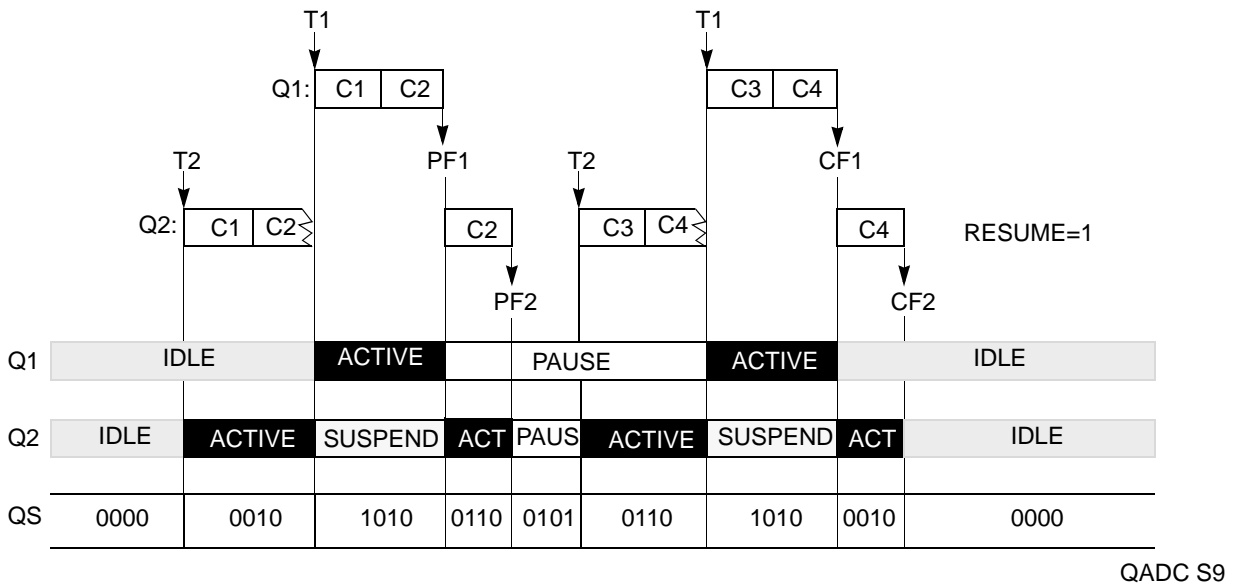 T1 T1
Q1: C1 C2 C3 C4
T2 PF1 T2 CF1
Q2: C1 C2 C2 C3 C4 C4 RESUME=1
PF2 CF2
Q1 IDLE ACTIVE PAUSE ACTIVE IDLE
Q2 IDLE ACTIVE SUSPEND ACT PAUS ACTIVE SUSPEND ACT IDLE
QS 0000 0010 1010 0110 0101 0110 1010 0010 0000
QADC S9